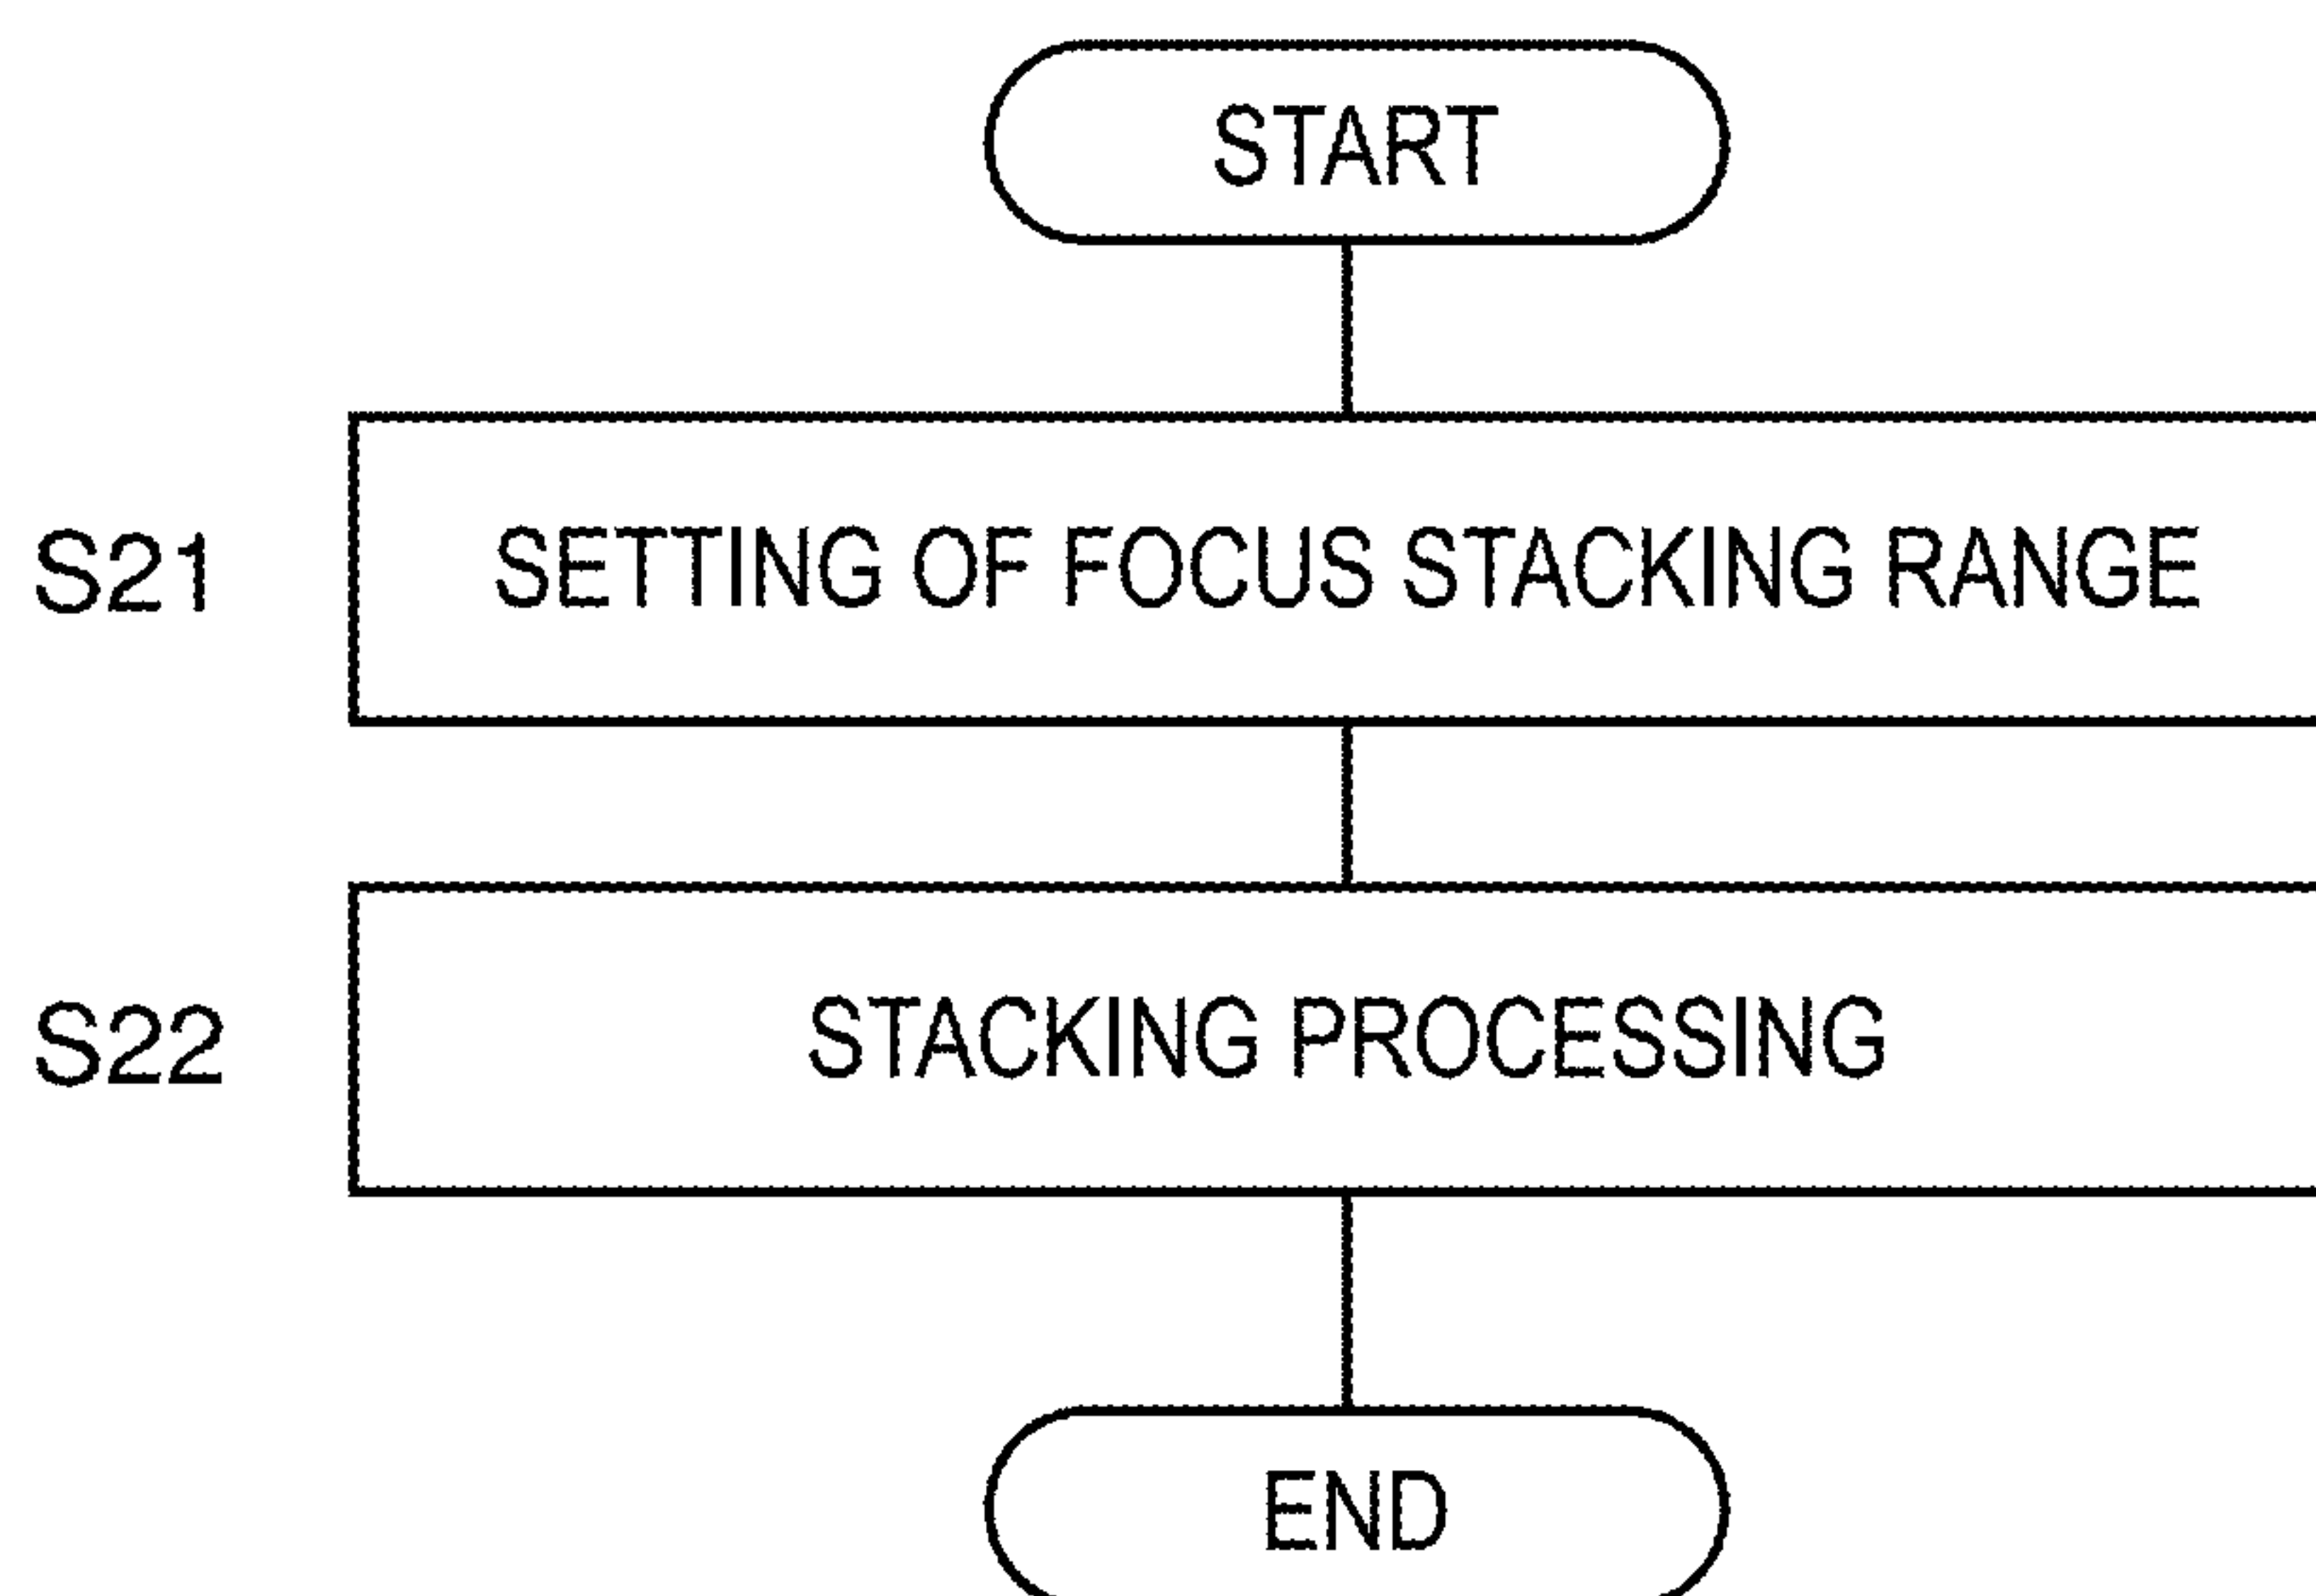 START
S21 SETTING OF FOCUS STACKING RANGE
S22 STACKING PROCESSING
END